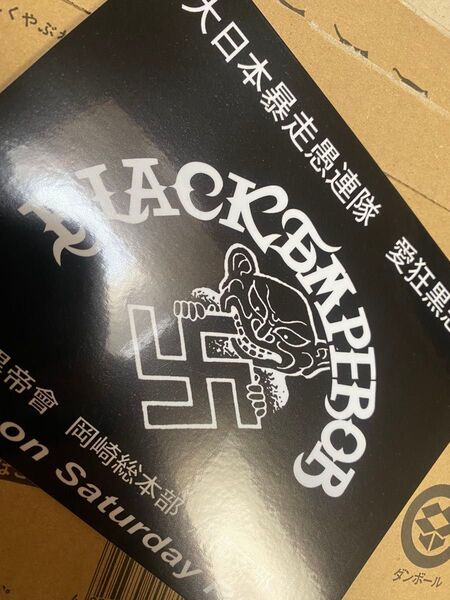 大日本暴走愚連隊 愛狂黒
BLACK EMPEROR
帝會 岡崎総本部
on Saturday
ダンボール